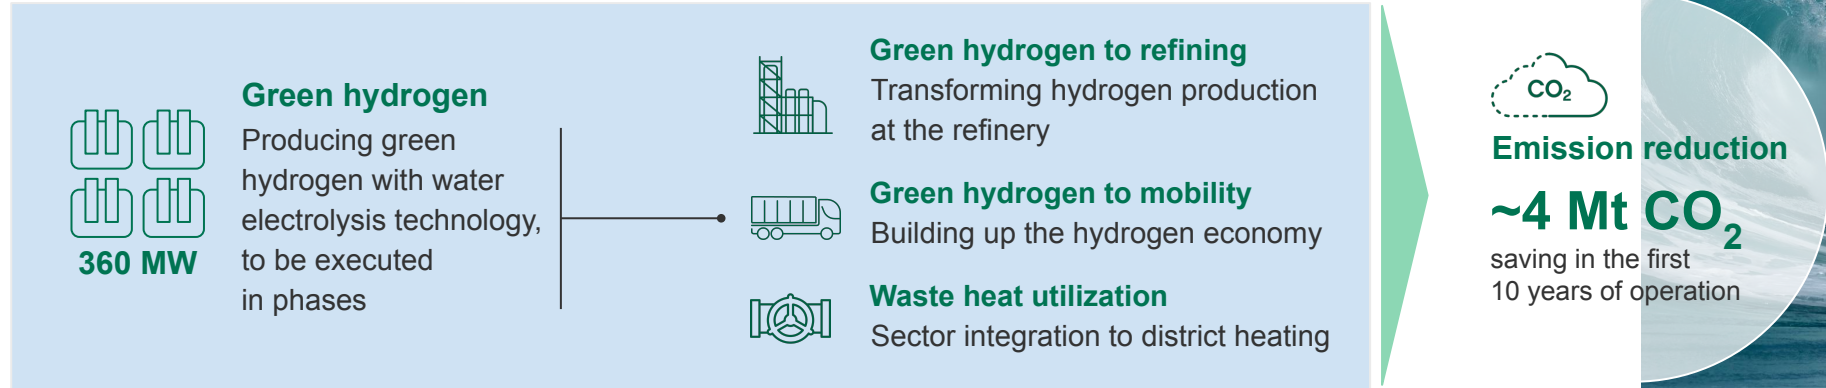 360 MW
Green hydrogen
Producing green
hydrogen with water
electrolysis technology,
to be executed
in phases
Green hydrogen to refining
Transforming hydrogen production
at the refinery
Green hydrogen to mobility
Building up the hydrogen economy
Waste heat utilization
Sector integration to district heating
CO₂
Emission reduction
~4 Mt CO₂
saving in the first
10 years of operation